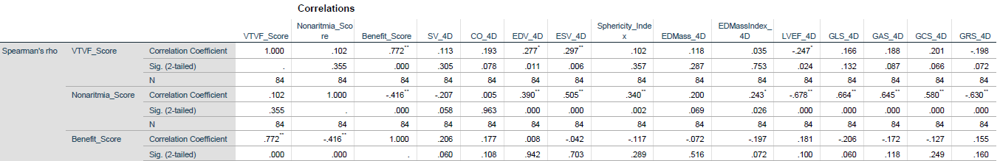 Correlations
VTVF_Score Nonaritmia_Sco re Benefit_Score SV_4D CO_4D EDV_4D ESV_4D Sphericity_Inde x EDMass_4D EDMassIndex_ 4D LVEF_4D GLS_4D GAS_4D GCS_4D GRS_4D
Spearman's rho VTVF_Score Correlation Coefficient 1.000 .102 .772** .113 .193 .277* .297** .102 .118 .035 -.247* .166 .188 .201 -.198
Sig. (2-tailed) . .355 .000 .305 .078 .011 .006 .357 .287 .753 .024 .132 .087 .066 .072
N 84 84 84 84 84 84 84 84 84 84 84 84 84 84 84
Nonaritmia_Score Correlation Coefficient .102 1.000 -.416** -.207 .005 .390** .505** .340** .200 .243* -.678** .664** .645** .580** -.630**
Sig. (2-tailed) .355 . .000 .058 .963 .000 .000 .002 .069 .026 .000 .000 .000 .000 .000
N 84 84 84 84 84 84 84 84 84 84 84 84 84 84 84
Benefit_Score Correlation Coefficient .772** -.416** 1.000 .206 .177 .008 -.042 -.117 -.072 -.197 .181 -.206 -.172 -.127 .155
Sig. (2-tailed) .000 .000 . .060 .108 .942 .703 .289 .516 .072 .100 .060 .118 .249 .160